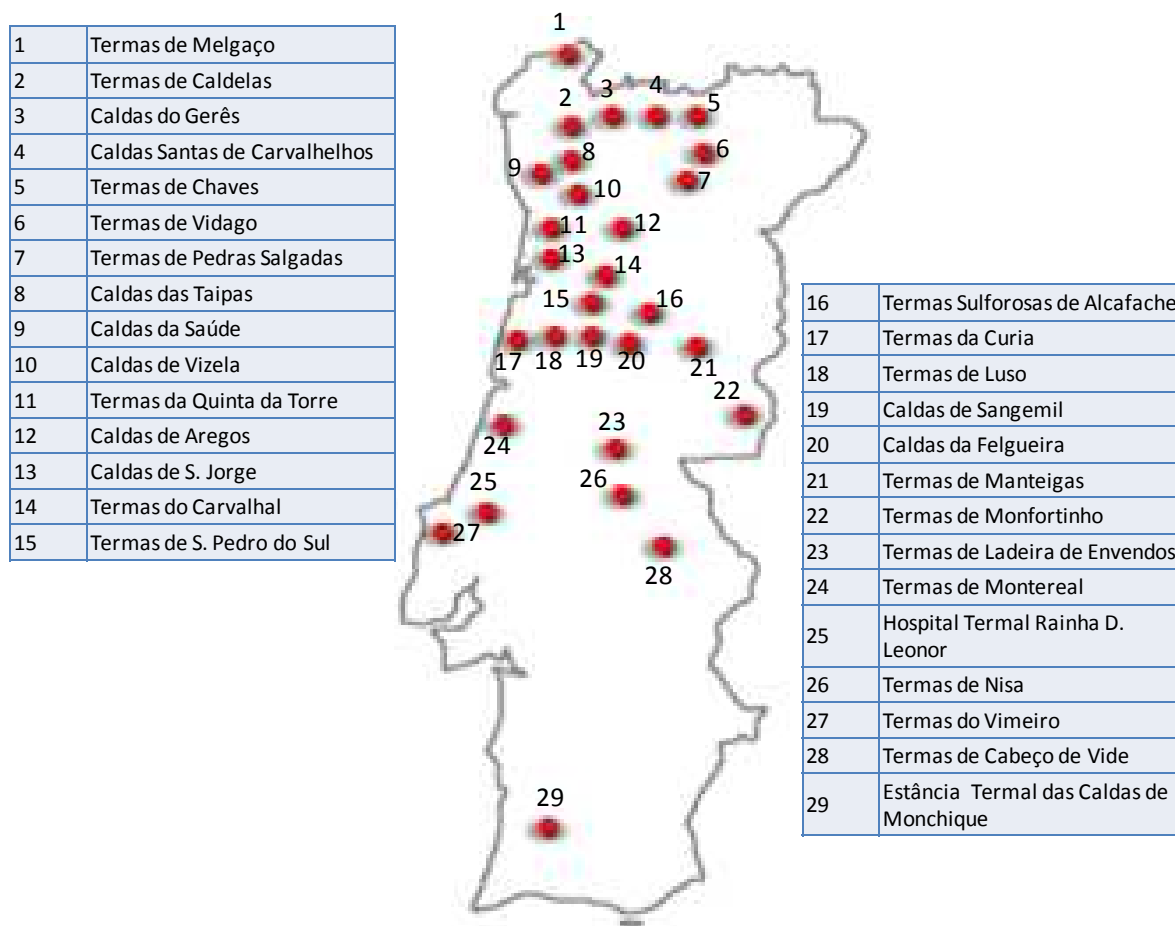 1 Termas de Melgaço
2 Termas de Caldelas
3 Caldas do Gerês
4 Caldas Santas de Carvalhelhos
5 Termas de Chaves
6 Termas de Vidago
7 Termas de Pedras Salgadas
8 Caldas das Taipas
9 Caldas da Saúde
10 Caldas de Vizela
11 Termas da Quinta da Torre
12 Caldas de Aregos
13 Caldas de S. Jorge
14 Termas do Carvalhal
15 Termas de S. Pedro do Sul
1
2
3
4
5
6
7
8
9
10
11
12
13
14
15
16
17
18
19
20
21
22
23
24
25
26
27
28
29
16 Termas Sulforosas de Alcafache
17 Termas da Curia
18 Termas de Luso
19 Caldas de Sangemil
20 Caldas da Felgueira
21 Termas de Manteigas
22 Termas de Monfortinho
23 Termas de Ladeira de Envendos
24 Termas de Montereal
25 Hospital Termal Rainha D.
Leonor
26 Termas de Nisa
27 Termas do Vimeiro
28 Termas de Cabeço de Vide
29 Estância Termal das Caldas de
Monchique